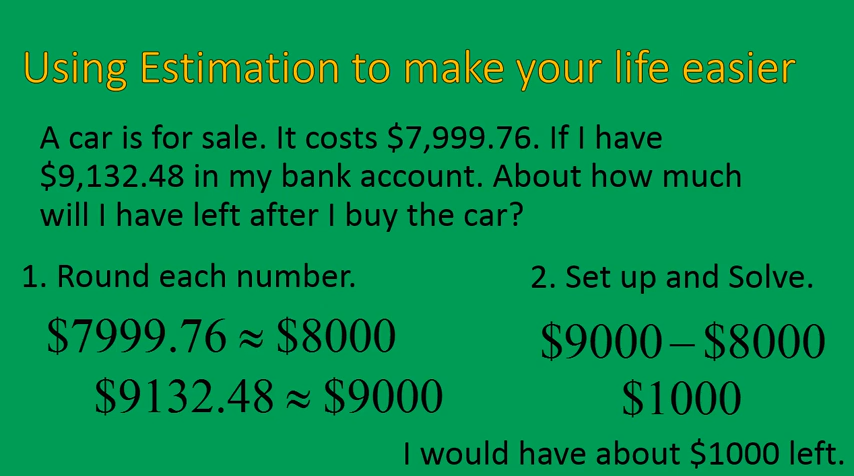 Using Estimation to make your life easier
A car is for sale. It costs $7,999.76. If I have
$9,132.48 in my bank account. About how much
will I have left after I buy the car?
1. Round each number.
$7999.76 ≈ $8000
$9132.48 ≈ $9000
2. Set up and Solve.
$9000 – $8000
$1000
I would have about $1000 left.